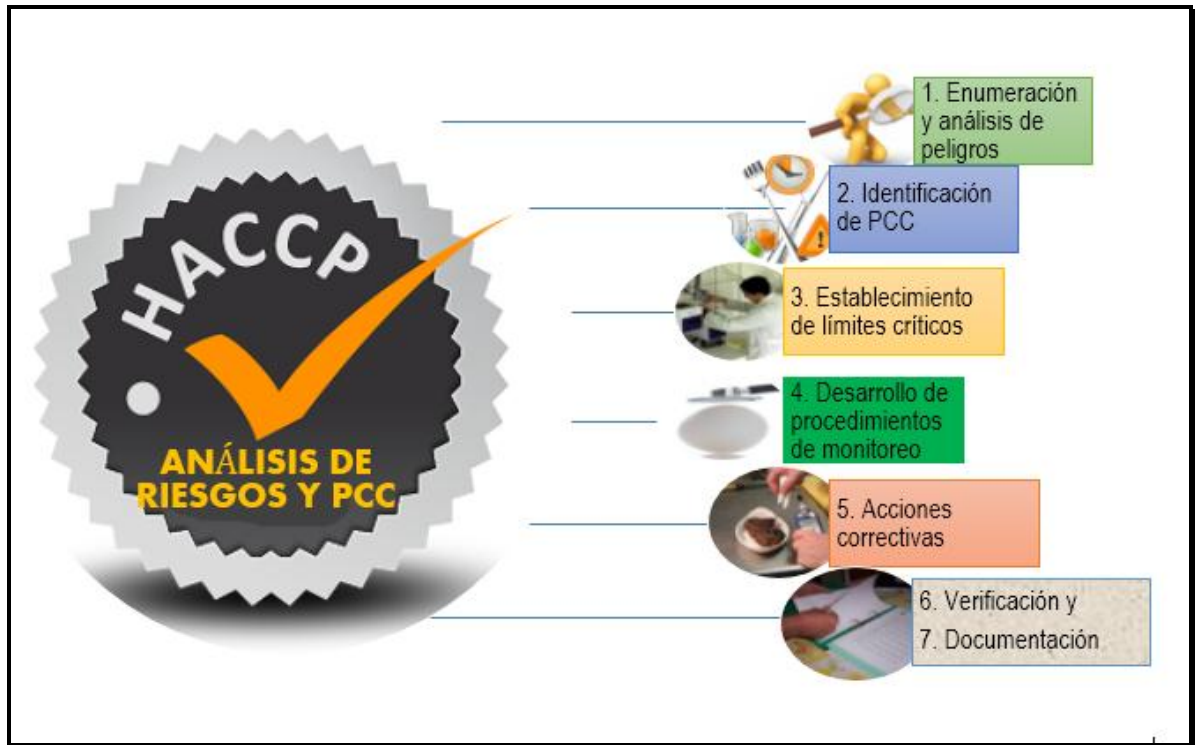 HACCP
ANÁLISIS DE
RIESGOS Y PCC
1. Enumeración
y análisis de
peligros
2. Identificación
de PCC
3. Establecimiento
de límites críticos
4. Desarrollo de
procedimientos
de monitoreo
5. Acciones
correctivas
6. Verificación y
7. Documentación